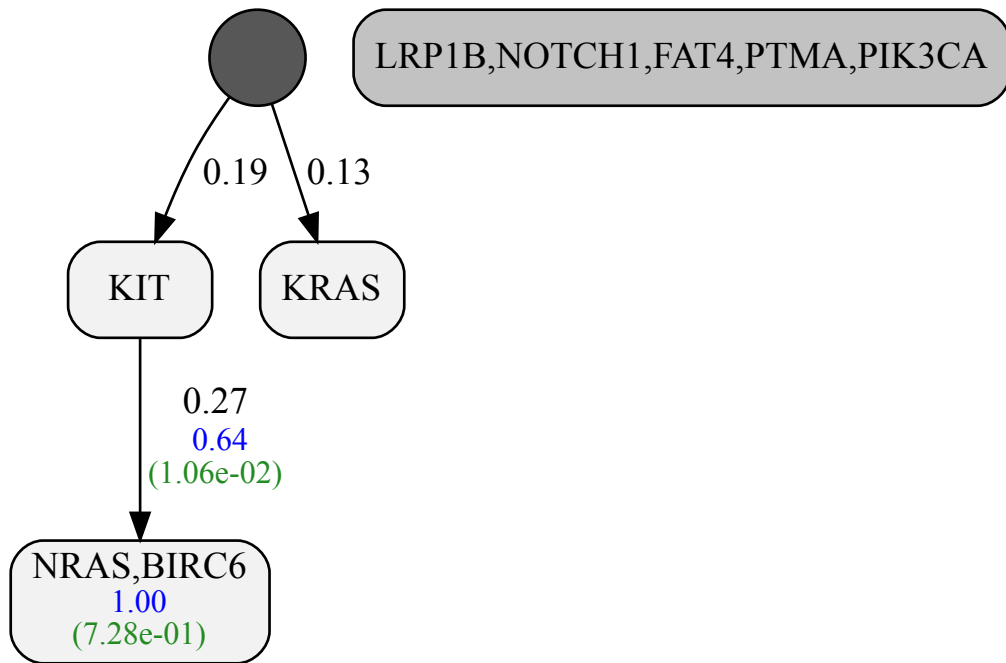 LRP1B,NOTCH1,FAT4,PTMA,PIK3CA
0.19
0.13
KIT
KRAS
0.27
0.64
(1.06e-02)
NRAS,BIRC6
1.00
(7.28e-01)